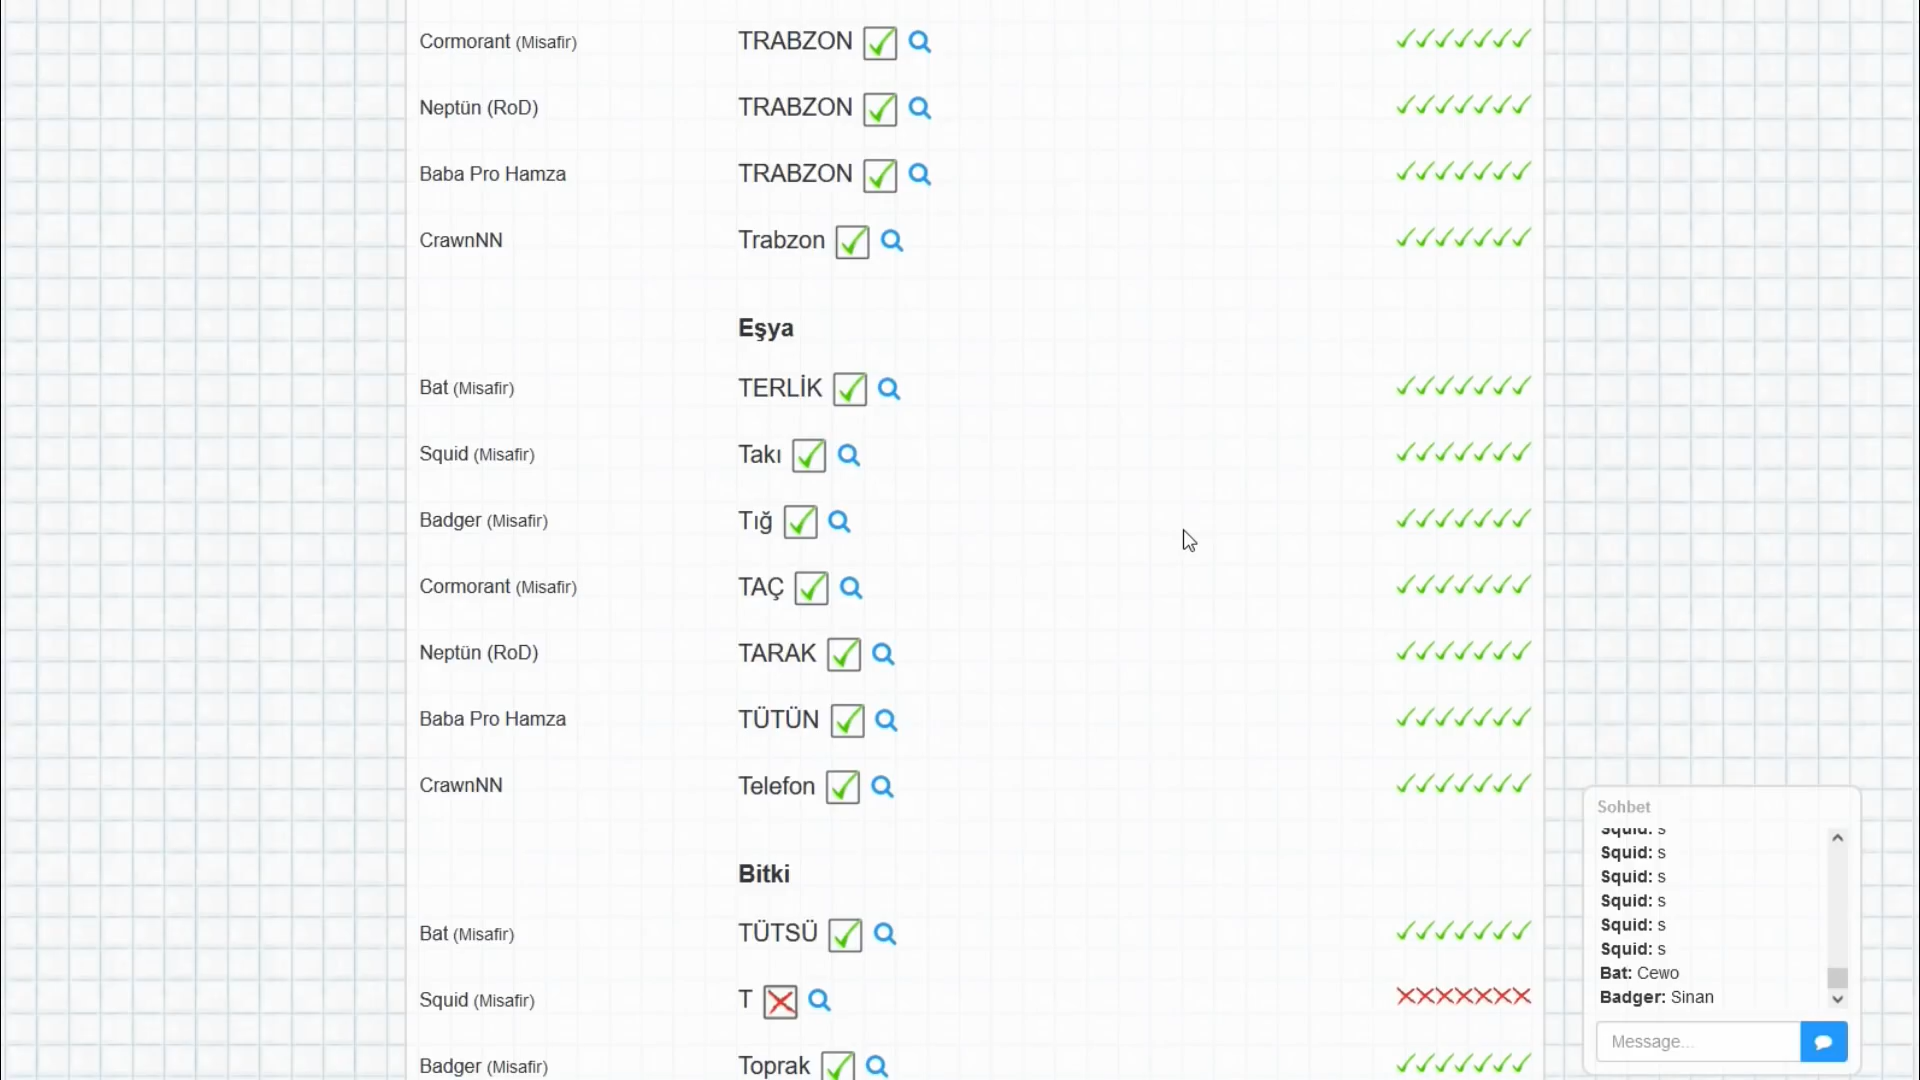 Cormorant (Misafir) TRABZON
Neptün (RoD) TRABZON
Baba Pro Hamza TRABZON
CrawnNN Trabzon
Eşya
Bat (Misafir) TERLİK
Squid (Misafir) Takı
Badger (Misafir) Tığ
Cormorant (Misafir) TAÇ
Neptün (RoD) TARAK
Baba Pro Hamza TÜTÜN
CrawnNN Telefon
Bitki
Bat (Misafir) TÜTSÜ
Squid (Misafir) T
Badger (Misafir) Toprak
Sohbet
Squid: s
Squid: s
Squid: s
Squid: s
Squid: s
Squid: s
Bat: Cewo
Badger: Sinan
Message...